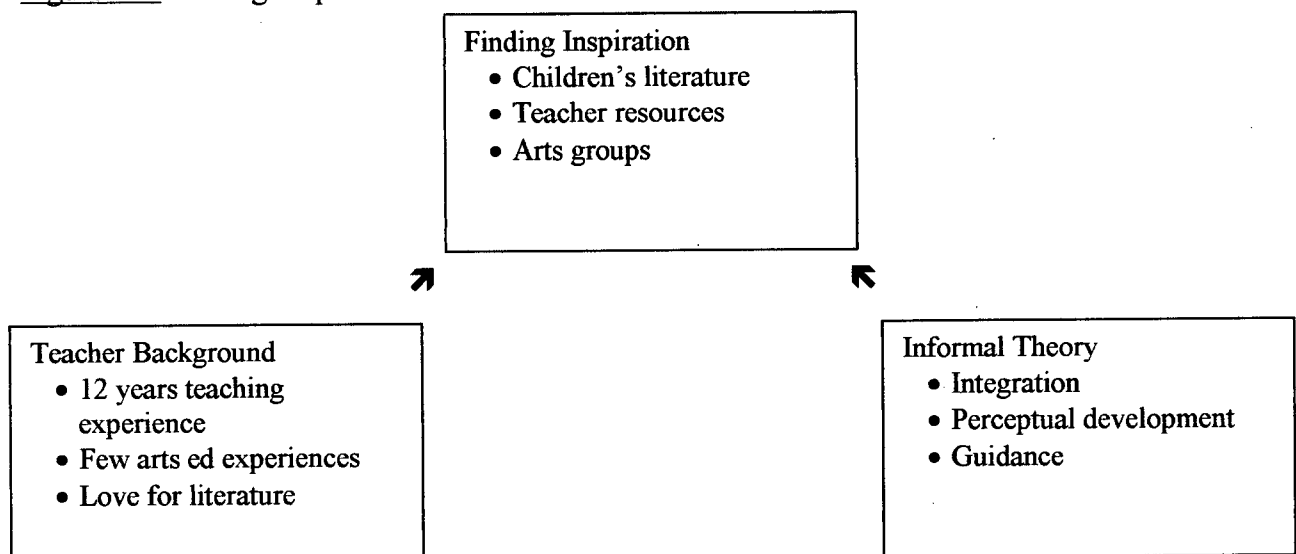 Finding Inspiration
• Children's literature
• Teacher resources
• Arts groups
Teacher Background
• 12 years teaching
experience
• Few arts ed experiences
• Love for literature
Informal Theory
• Integration
• Perceptual development
• Guidance